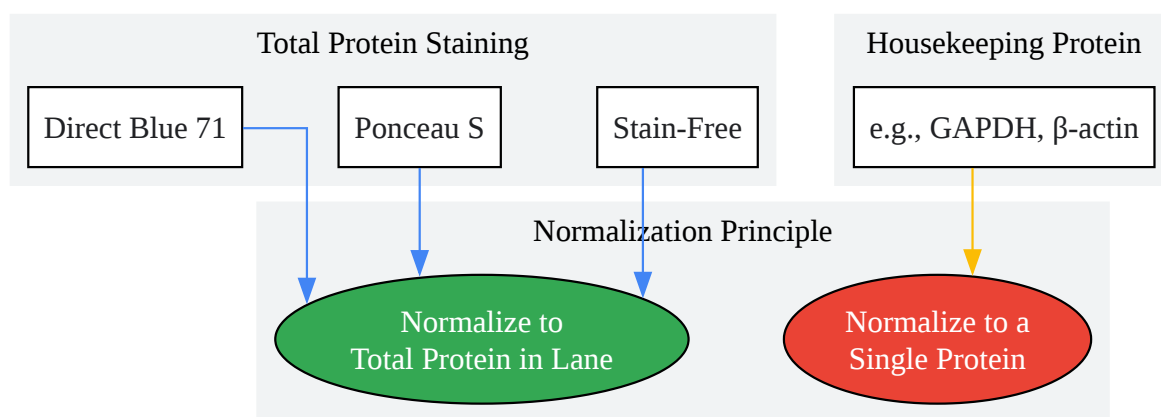 Total Protein Staining
Housekeeping Protein
Direct Blue 71
Ponceau S
Stain-Free
e.g., GAPDH, β-actin
Normalization Principle
Normalize to
Total Protein in Lane
Normalize to a
Single Protein